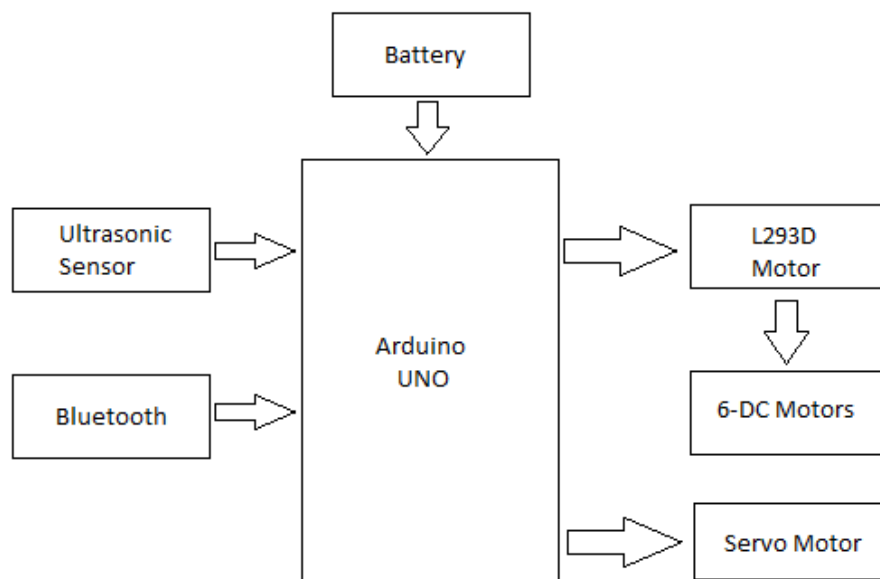 Battery
Ultrasonic
Sensor
L293D
Motor
Arduino
UNO
Bluetooth
6-DC Motors
Servo Motor